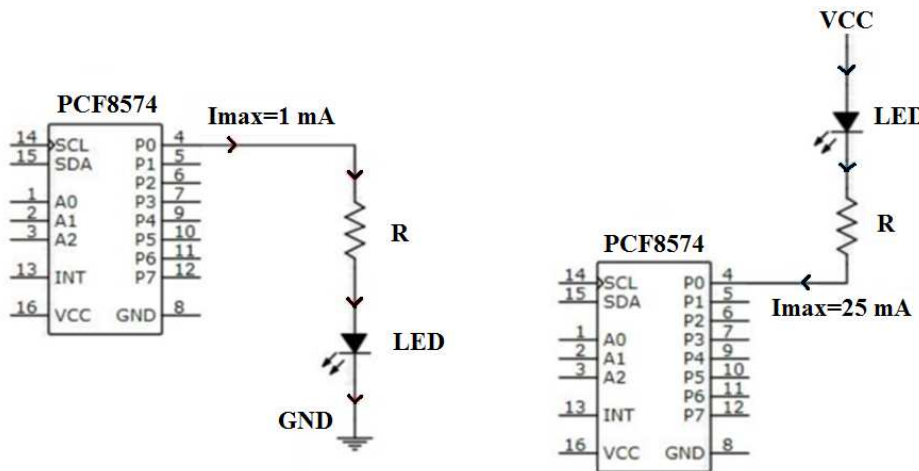 PCF8574
Imax=1 mA
14 SCL P0 4
15 SDA P1 5
P2 6
1 A0 P3 7
2 A1 P4 9
3 A2 P5 10
P6 11
13 INT P7 12
16 VCC GND 8
R
LED
GND
VCC
LED
R
PCF8574
Imax=25 mA
14 SCL P0 4
15 SDA P1 5
P2 6
1 A0 P3 7
2 A1 P4 9
3 A2 P5 10
P6 11
13 INT P7 12
16 VCC GND 8